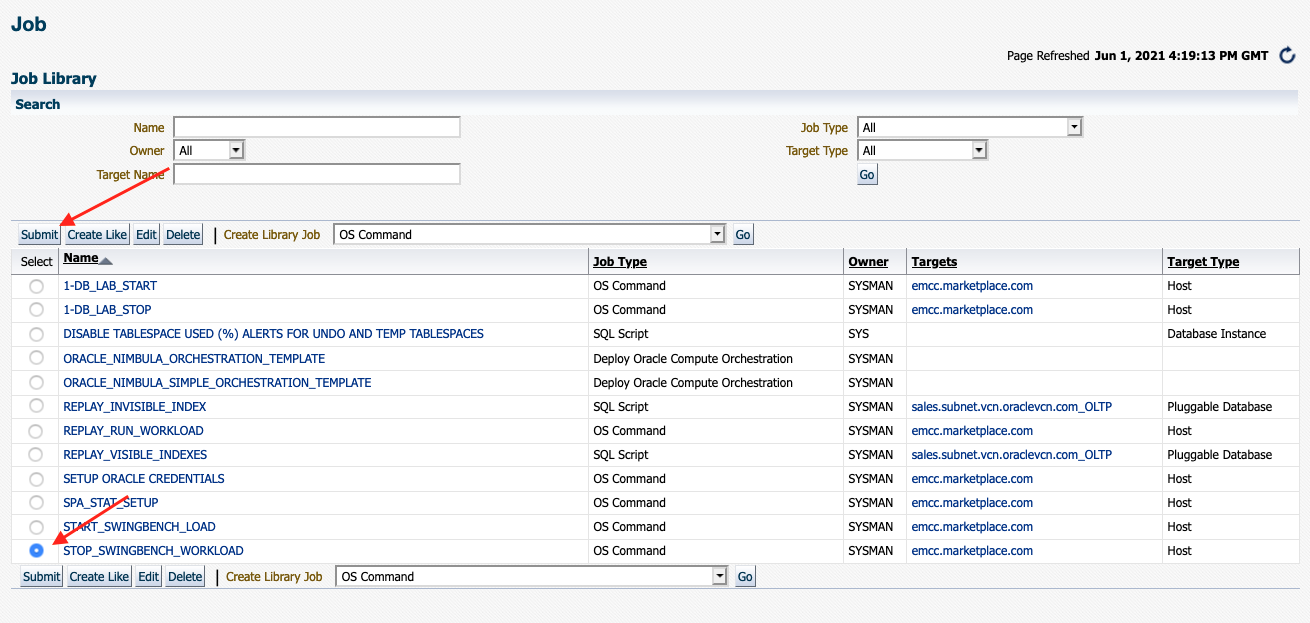 Job
Page Refreshed Jun 1, 2021 4:19:13 PM GMT
Job Library
Search
Name Job Type All
Owner All Target Type All
Target Name Go
Submit Create Like Edit Delete | Create Library Job OS Command Go
Select Name Job Type Owner Targets Target Type
1-DB_LAB_START OS Command SYSMAN emcc.marketplace.com Host
1-DB_LAB_STOP OS Command SYSMAN emcc.marketplace.com Host
DISABLE TABLESPACE USED (%) ALERTS FOR UNDO AND TEMP TABLESPACES SQL Script SYS Database Instance
ORACLE_NIMBULA_ORCHESTRATION_TEMPLATE Deploy Oracle Compute Orchestration SYSMAN
ORACLE_NIMBULA_SIMPLE_ORCHESTRATION_TEMPLATE Deploy Oracle Compute Orchestration SYSMAN
REPLAY_INVISIBLE_INDEX SQL Script SYSMAN sales.subnet.vcn.oraclevcn.com_OLTP Pluggable Database
REPLAY_RUN_WORKLOAD OS Command SYSMAN emcc.marketplace.com Host
REPLAY_VISIBLE_INDEXES SQL Script SYSMAN sales.subnet.vcn.oraclevcn.com_OLTP Pluggable Database
SETUP ORACLE CREDENTIALS OS Command SYSMAN emcc.marketplace.com Host
SPA_STAT_SETUP OS Command SYSMAN emcc.marketplace.com Host
START_SWINGBENCH_LOAD OS Command SYSMAN emcc.marketplace.com Host
STOP_SWINGBENCH_WORKLOAD OS Command SYSMAN emcc.marketplace.com Host
Submit Create Like Edit Delete | Create Library Job OS Command Go